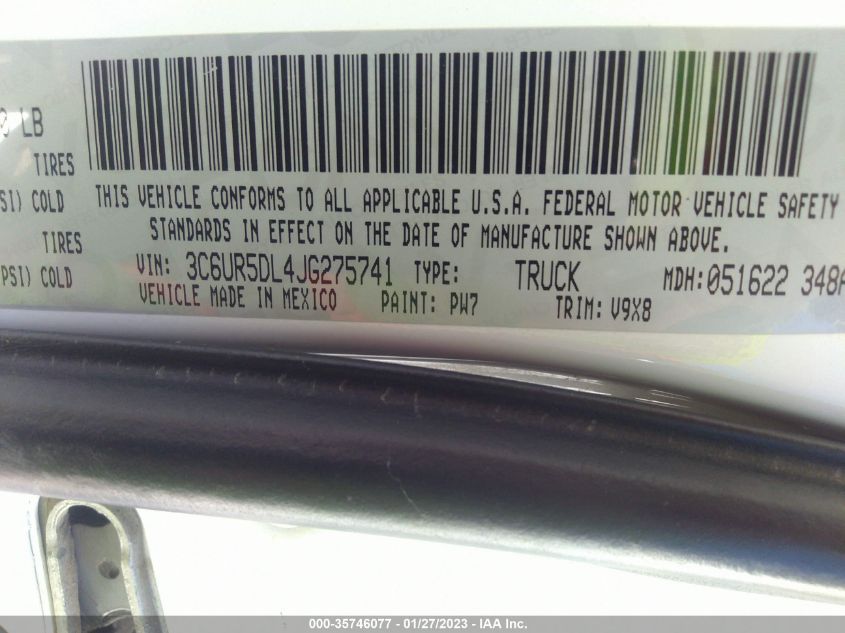 0 LB
TIRES
SI) COLD
TIRES
PSI) COLD
THIS VEHICLE CONFORMS TO ALL APPLICABLE U.S.A. FEDERAL MOTOR VEHICLE SAFETY
STANDARDS IN EFFECT ON THE DATE OF MANUFACTURE SHOWN ABOVE.
VIN: 3C6UR5DL4JG275741 TYPE: TRUCK MDH:051622 348A
VEHICLE MADE IN MEXICO PAINT: PW7 TRIM: V9X8
000-35746077 - 01/27/2023 - IAA Inc.